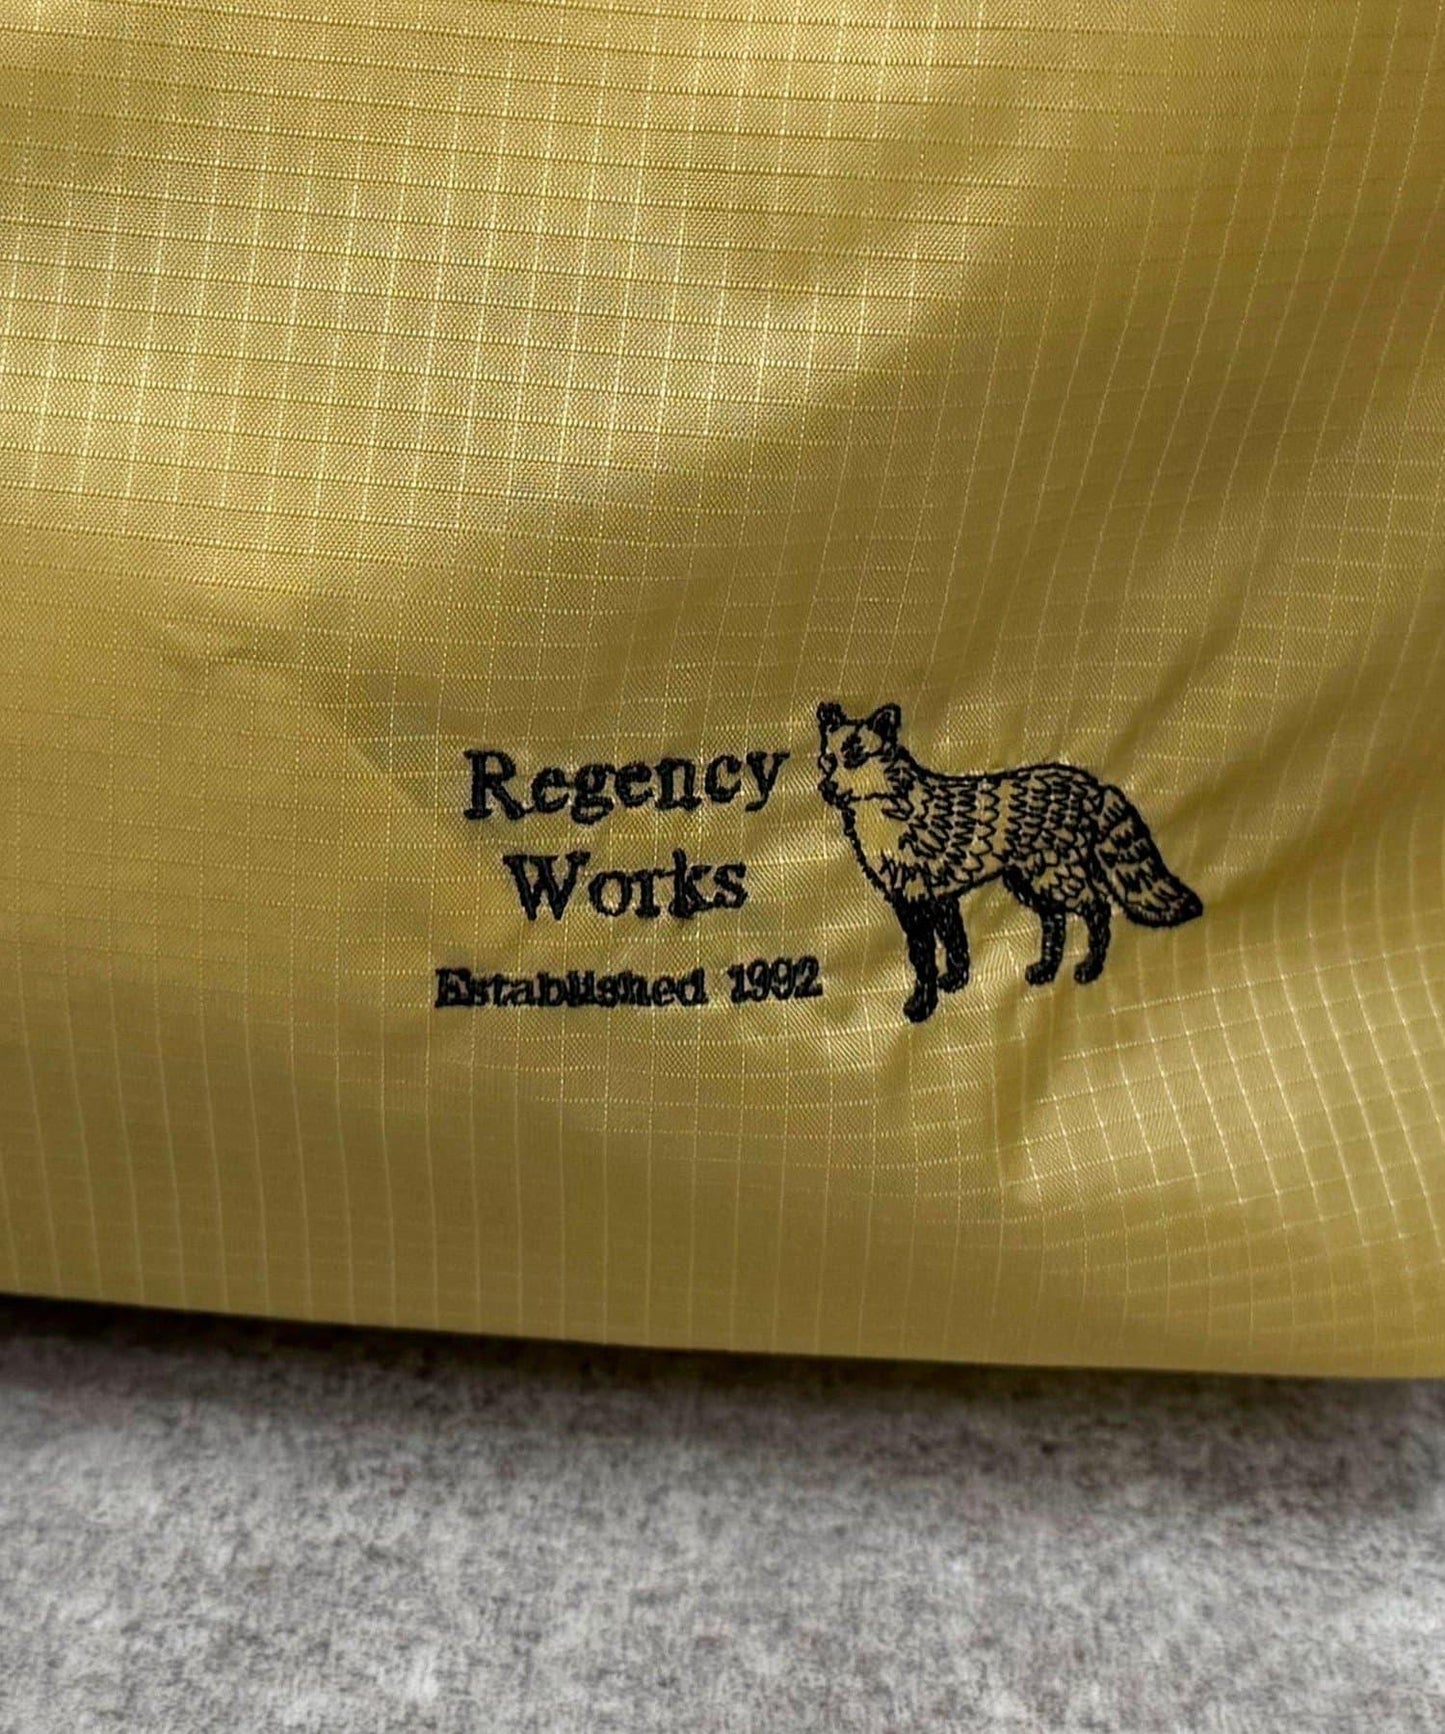 Regency
Works
Established 1992